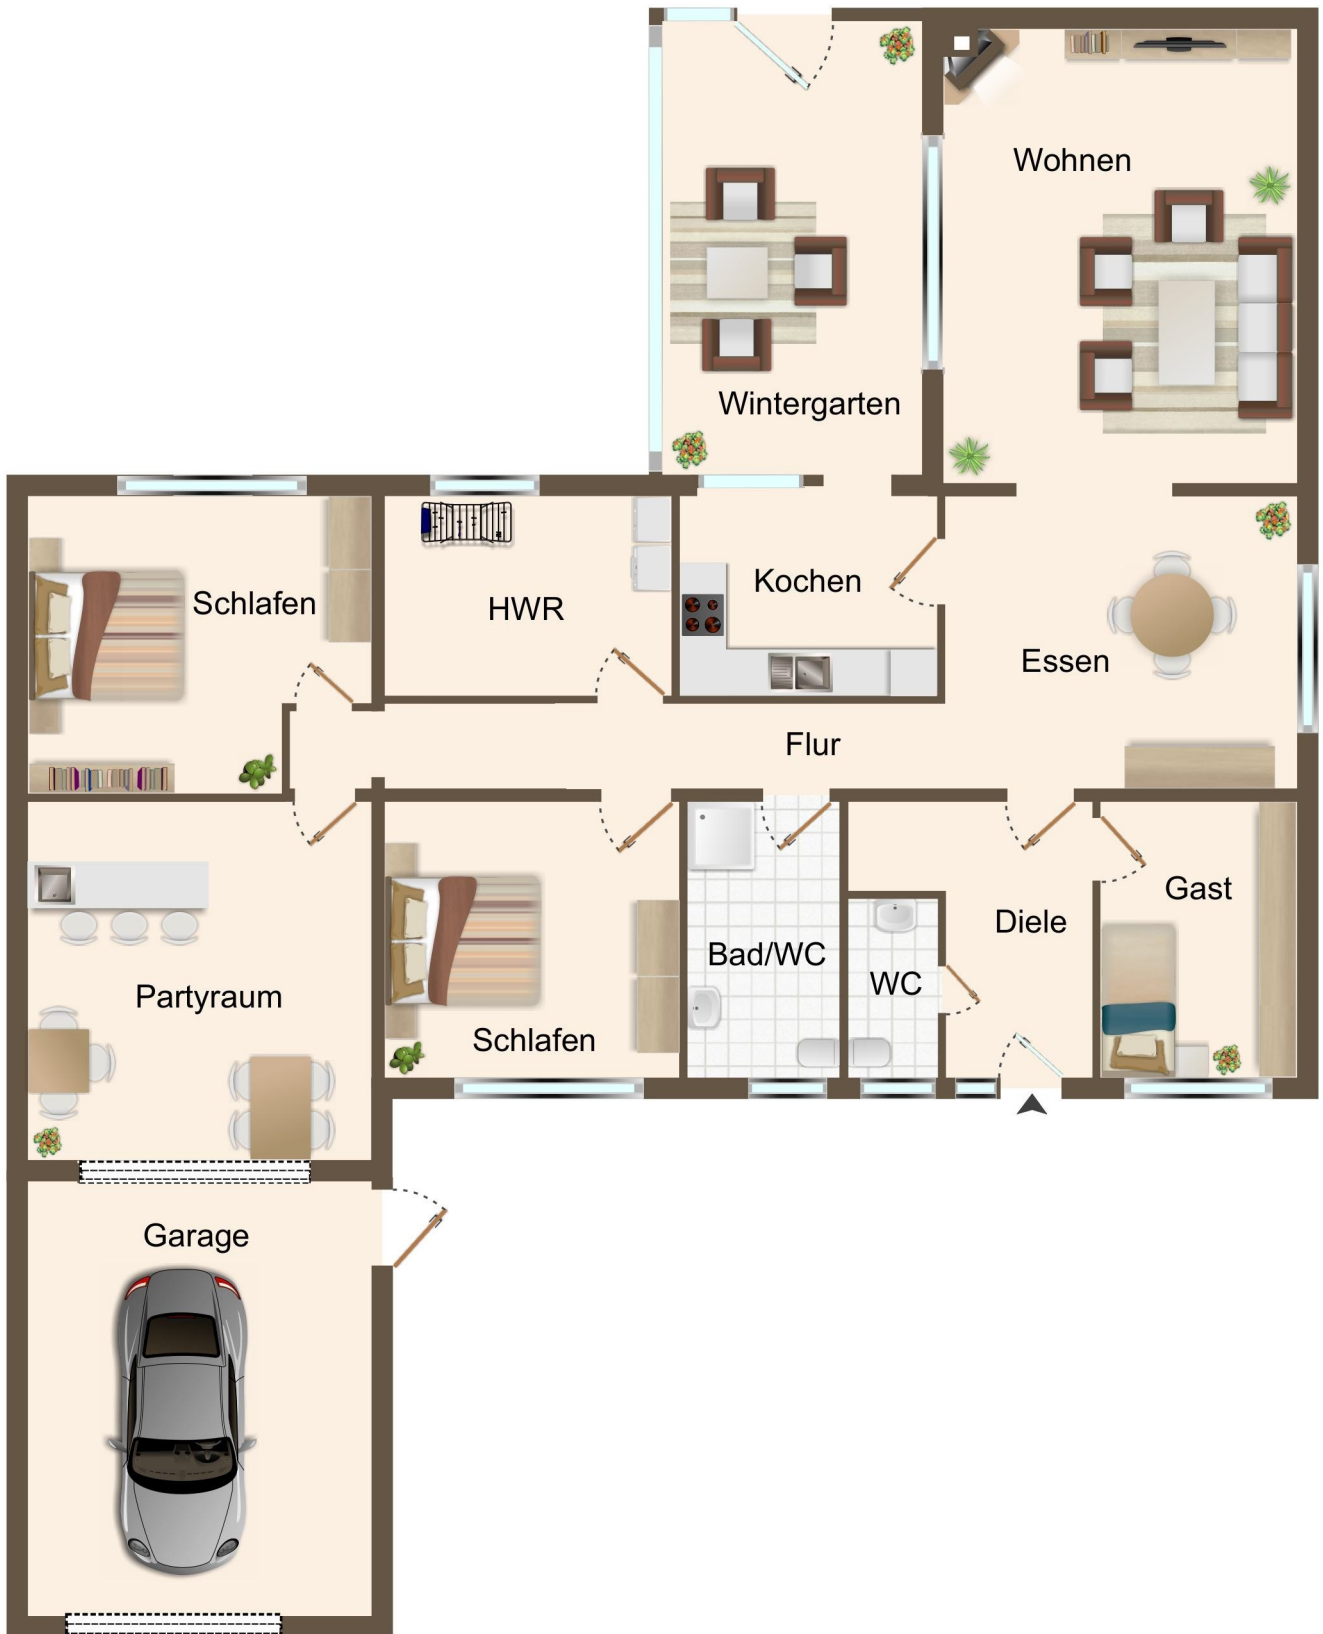 Wohnen
Wintergarten
Schlafen
HWR
Kochen
Essen
Flur
Gast
Diele
Bad/WC
WC
Partyraum
Schlafen
Garage